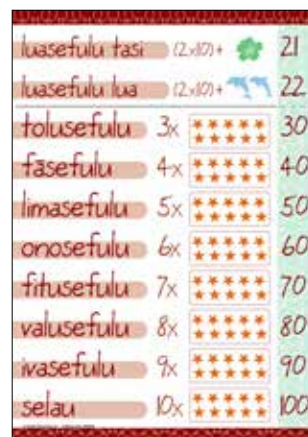 luasefulu tasi (2x10)+ 21
luasefulu lua (2x10)+ 22
tolusefulu 3x 30
fāsefulu 4x 40
limasefulu 5x 50
onosefulu 6x 60
fitusefulu 7x 70
valusefulu 8x 80
ivasefulu 9x 90
selau 10x 100